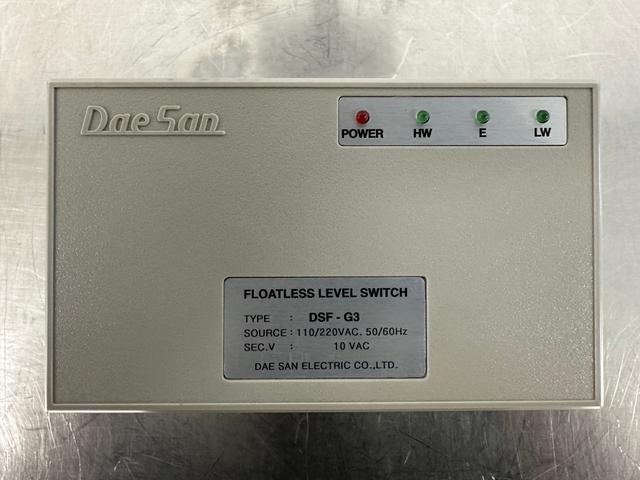 DaeSan
POWER HW E LW
FLOATLESS LEVEL SWITCH
TYPE : DSF - G3
SOURCE : 110/220VAC. 50/60Hz
SEC.V : 10 VAC
DAE SAN ELECTRIC CO.,LTD.